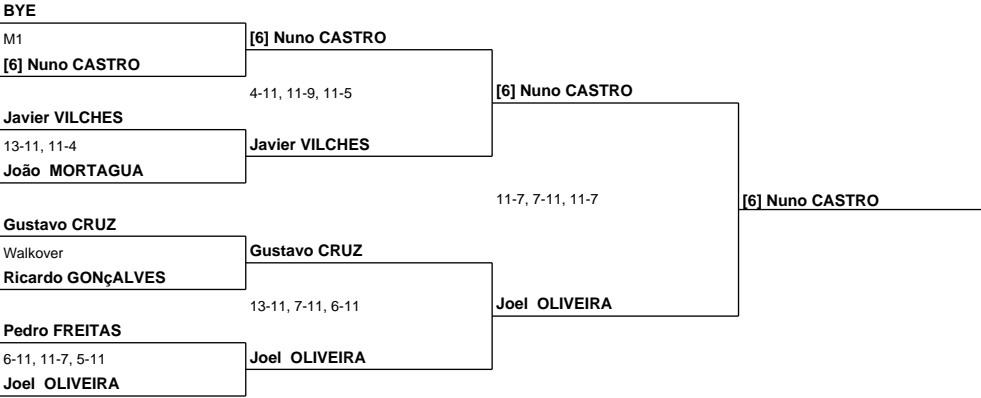 BYE
M1
[6] Nuno CASTRO
[6] Nuno CASTRO
4-11, 11-9, 11-5
[6] Nuno CASTRO
Javier VILCHES
13-11, 11-4
Javier VILCHES
João MORTAGUA
11-7, 7-11, 11-7
[6] Nuno CASTRO
Gustavo CRUZ
Walkover
Gustavo CRUZ
Ricardo GONçALVES
13-11, 7-11, 6-11
Joel OLIVEIRA
Pedro FREITAS
6-11, 11-7, 5-11
Joel OLIVEIRA
Joel OLIVEIRA